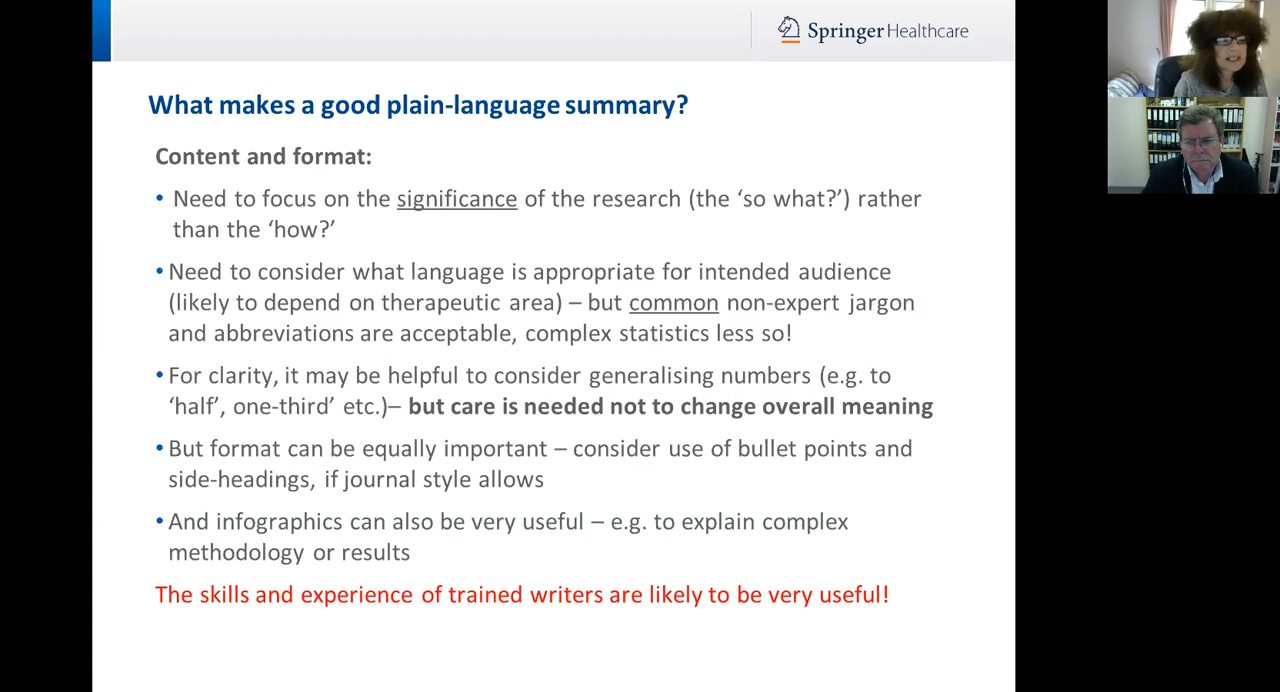 Springer Healthcare
What makes a good plain-language summary?
Content and format:
• Need to focus on the significance of the research (the ‘so what?’) rather
than the ‘how?’
• Need to consider what language is appropriate for intended audience
(likely to depend on therapeutic area) – but common non-expert jargon
and abbreviations are acceptable, complex statistics less so!
• For clarity, it may be helpful to consider generalising numbers (e.g. to
‘half’, one-third’ etc.)– but care is needed not to change overall meaning
• But format can be equally important – consider use of bullet points and
side-headings, if journal style allows
• And infographics can also be very useful – e.g. to explain complex
methodology or results
The skills and experience of trained writers are likely to be very useful!